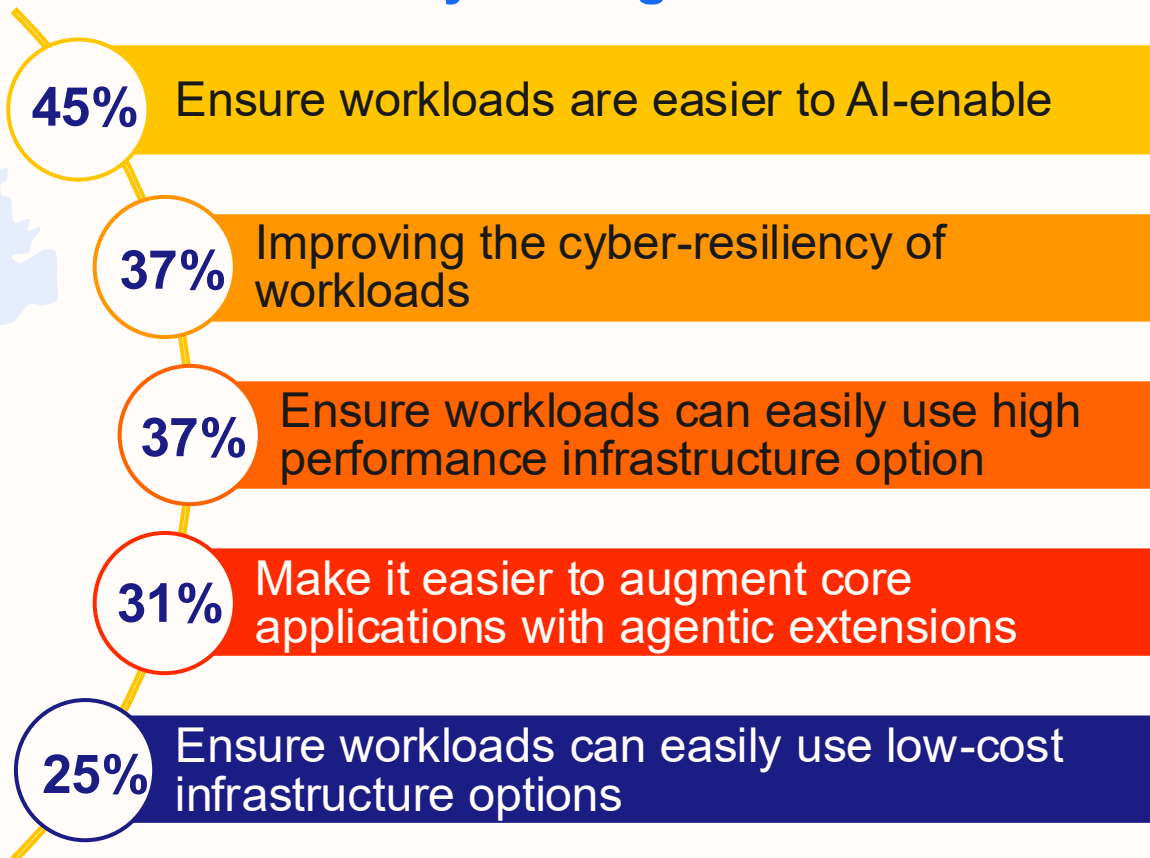 45%
Ensure workloads are easier to AI-enable
37%
Improving the cyber-resiliency of
workloads
37%
Ensure workloads can easily use high
performance infrastructure option
31%
Make it easier to augment core
applications with agentic extensions
25%
Ensure workloads can easily use low-cost
infrastructure options